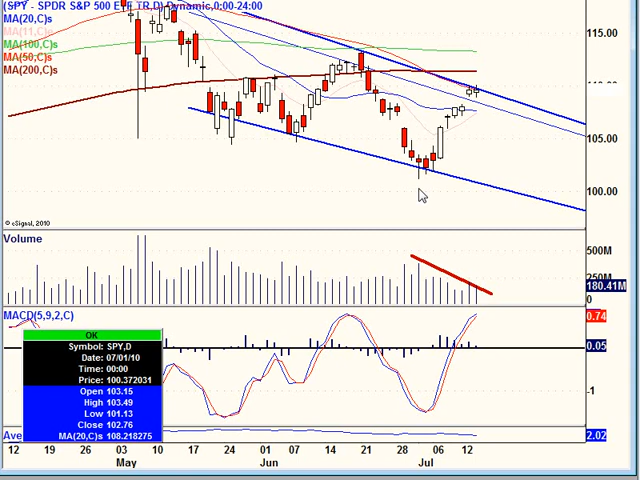 (SPY - SPDR S&P 500 ETF TR,D) Dynamic,0:00-24:00
MA(20,C)s
MA(11,C)s
MA(100,C)s
MA(50,C)s
MA(200,C)s
115.00
105.00
100.00
© eSignal, 2010
Volume
500M
250M
180.41M
0
MACD(5,9,2,C)
0.74
0.05
-1
OK
Symbol: SPY,D
Date: 07/01/10
Time: 00:00
Price: 100.372031
Open 103.15
High 103.49
Low 101.13
Close 102.76
MA(20,C)s 108.218275
Ave
2.02
12 19 26 03 10 17 24 01 07 14 21 28 06 12
May Jun Jul